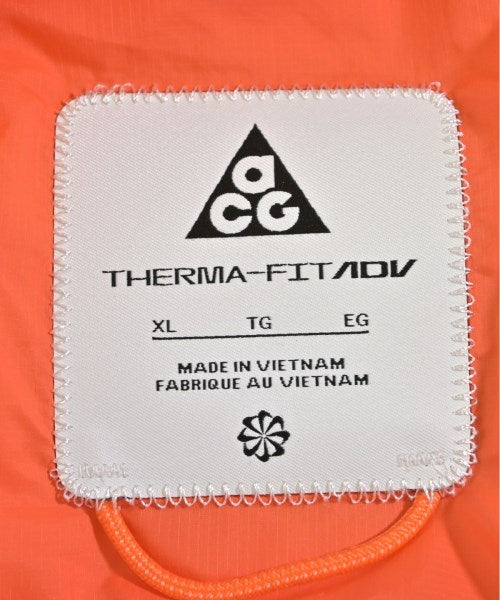 aCG
THERMA-FITADV
XL TG EG
MADE IN VIETNAM
FABRIQUE AU VIETNAM